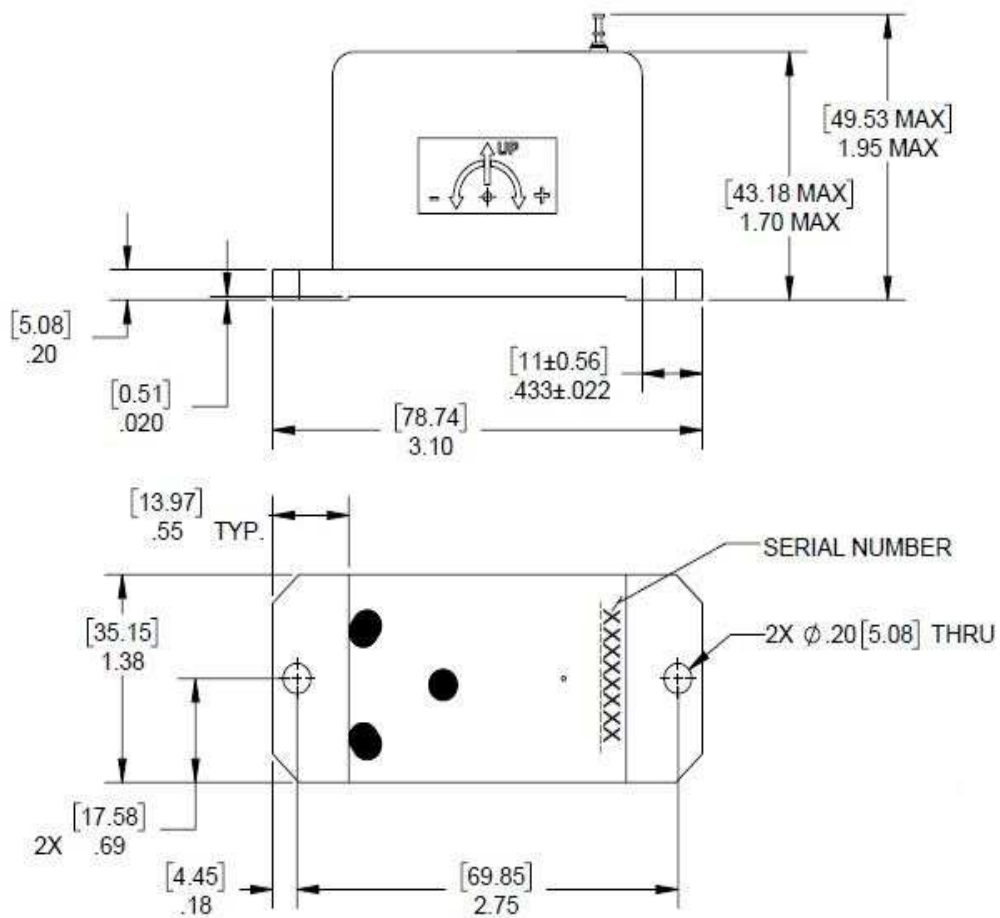 [49.53 MAX]
1.95 MAX
[43.18 MAX]
1.70 MAX
UP
- +
[5.08]
.20
[0.51]
.020
[11±0.56]
.433±.022
[78.74]
3.10
[13.97]
.55 TYP.
SERIAL NUMBER
[35.15]
1.38
2X Ø .20 [5.08] THRU
XXXXXXXX
[17.58]
2X .69
[4.45]
.18
[69.85]
2.75